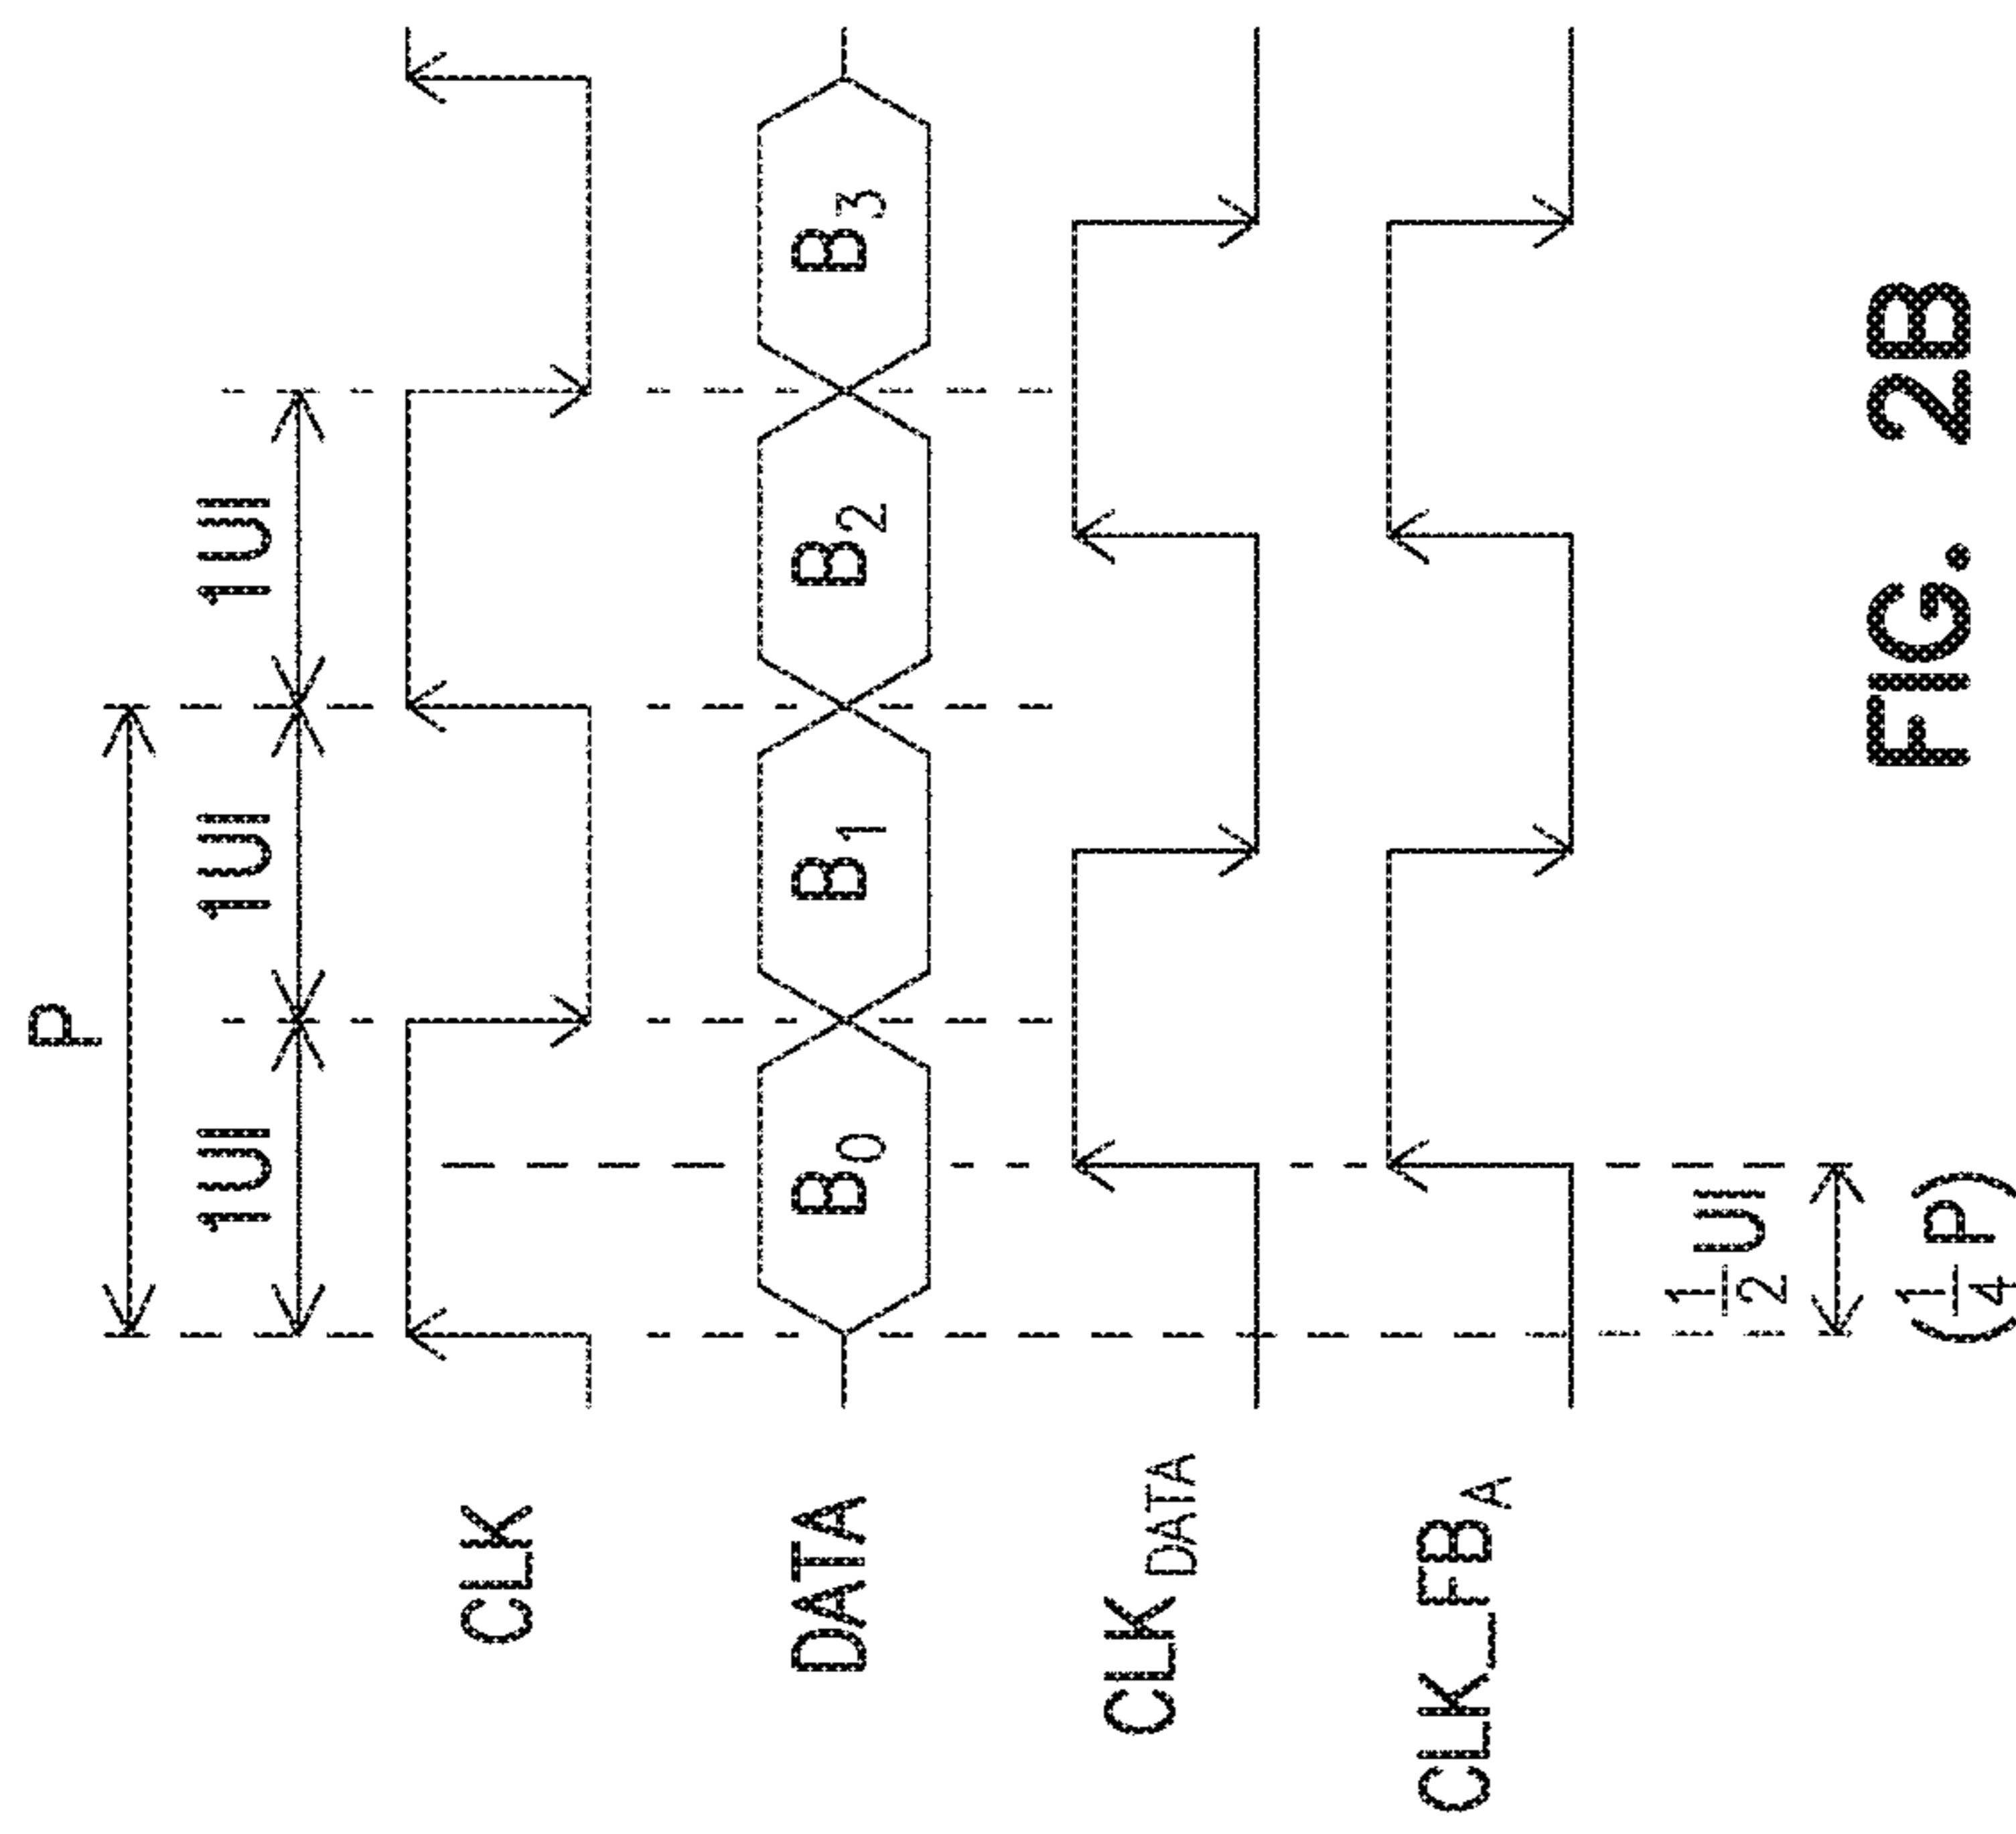 P
1UI 1UI 1UI
CLK
DATA B₀ B₁ B₂ B₃
CLK_DATA
CLK_FB_A
1/2 UI
(1/4 P)
FIG. 2B